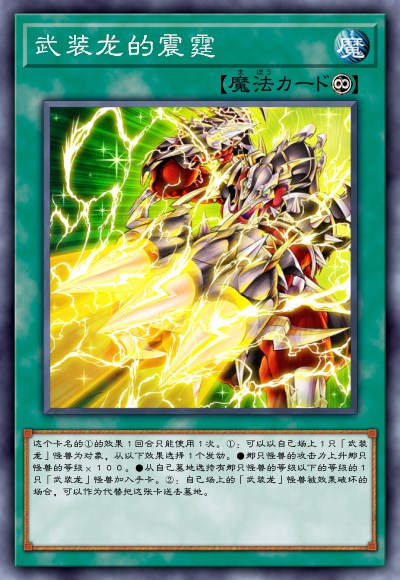 武装龙的震霆
魔
【魔法カード】
まほう
这个卡名的①的效果1回合只能使用1次。①:可以以自己场上1只「武装
龙」怪兽为对象,从以下效果选择1个发动。●那只怪兽的攻击力上升那只
怪兽的等级×100。●从自己墓地选持有那只怪兽的等级以下的等级的1
只「武装龙」怪兽加入手卡。②:自己场上的「武装龙」怪兽被效果破坏的
场合,可以作为代替把这张卡送去墓地。